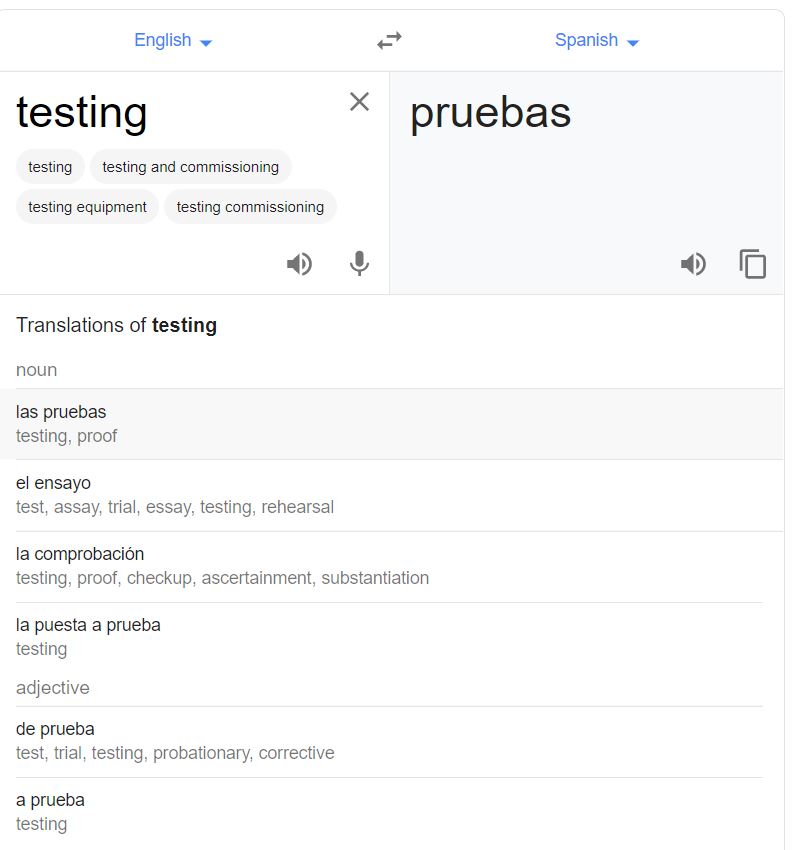 English Spanish
testing
pruebas
testing testing and commissioning
testing equipment testing commissioning
Translations of testing
noun
las pruebas
testing, proof
el ensayo
test, assay, trial, essay, testing, rehearsal
la comprobación
testing, proof, checkup, ascertainment, substantiation
la puesta a prueba
testing
adjective
de prueba
test, trial, testing, probationary, corrective
a prueba
testing